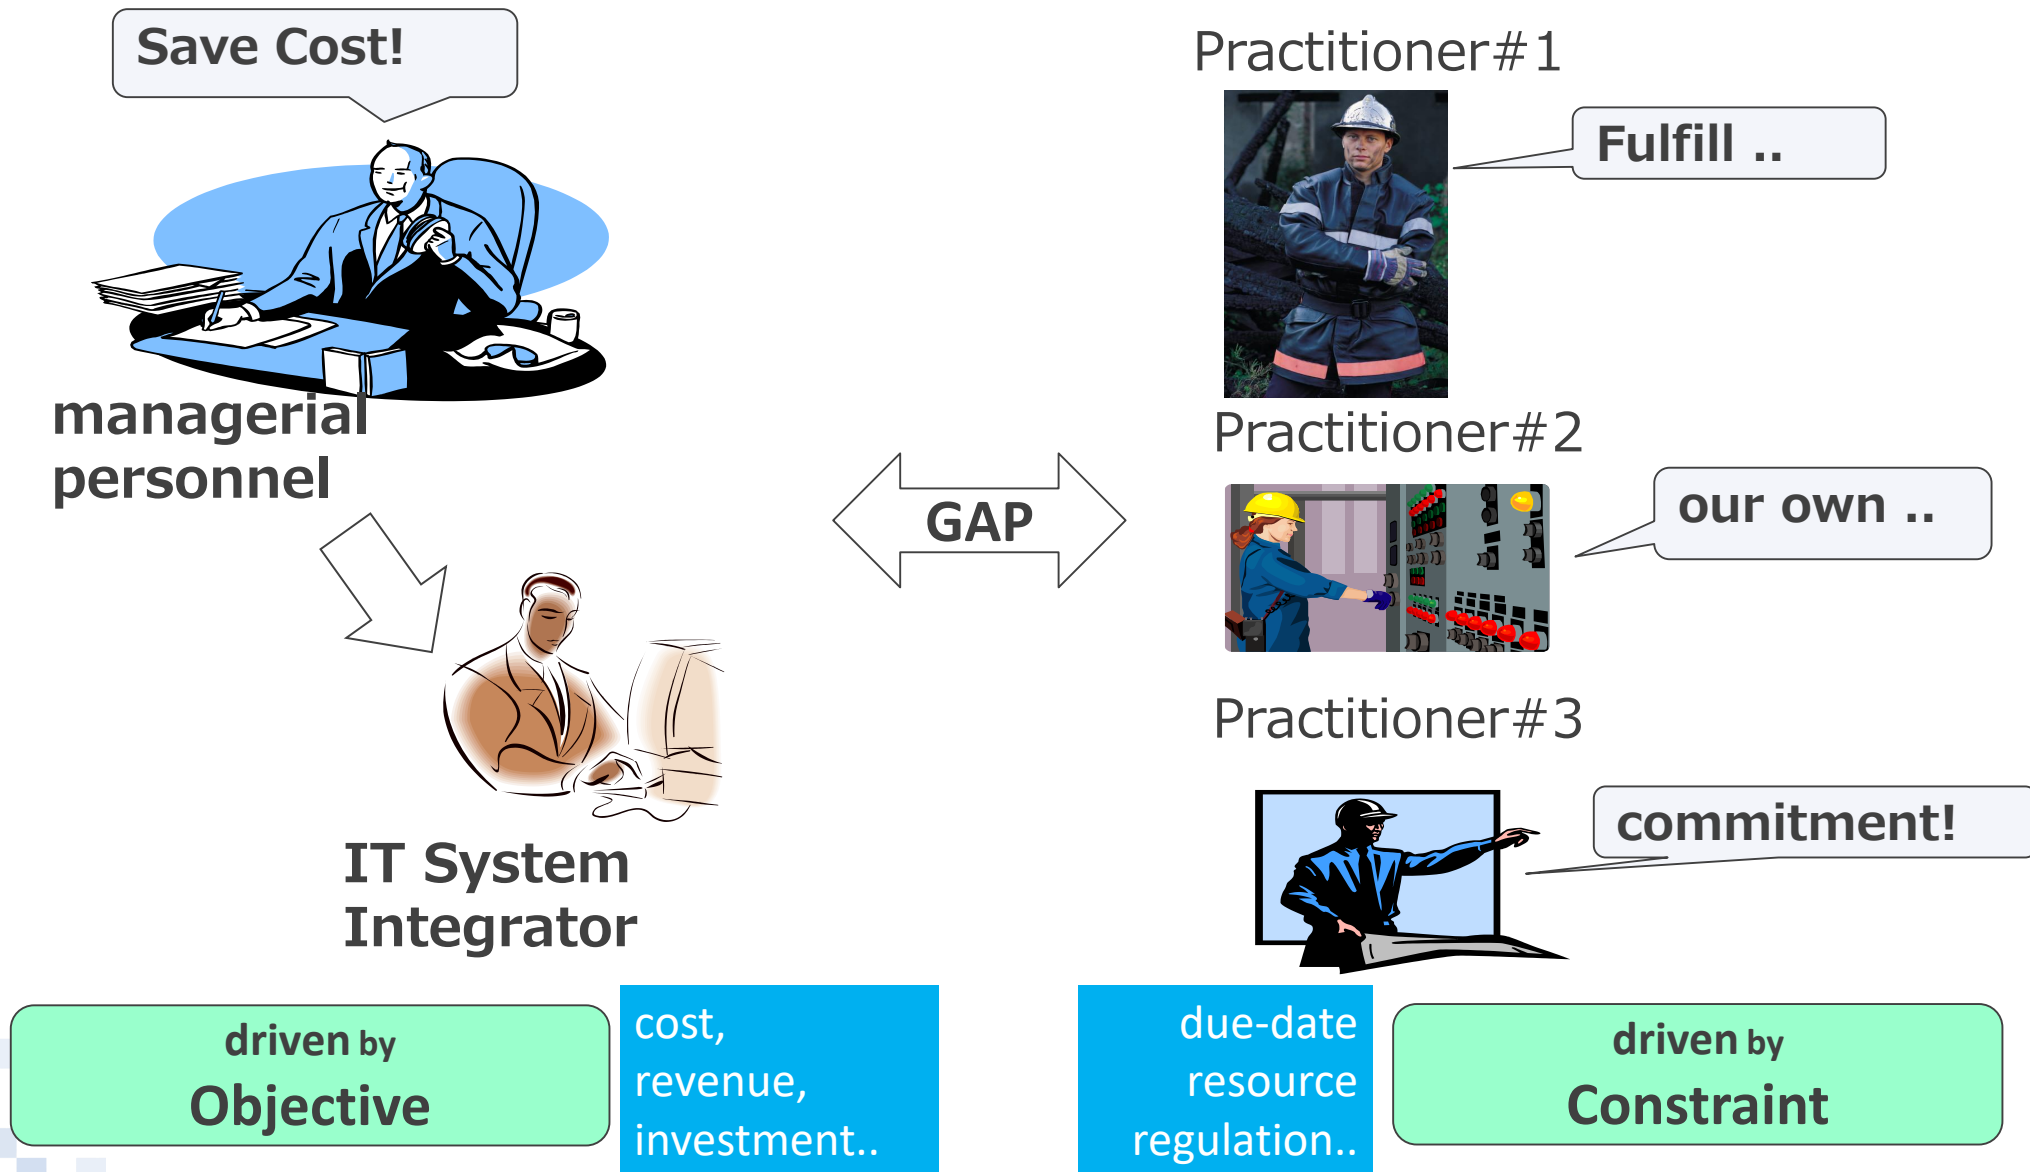 Save Cost!
managerial
personnel
IT System
Integrator
GAP
Practitioner#1
Fulfill ..
Practitioner#2
our own ..
Practitioner#3
commitment!
driven by
Objective
cost,
revenue,
investment..
due-date
resource
regulation..
driven by
Constraint